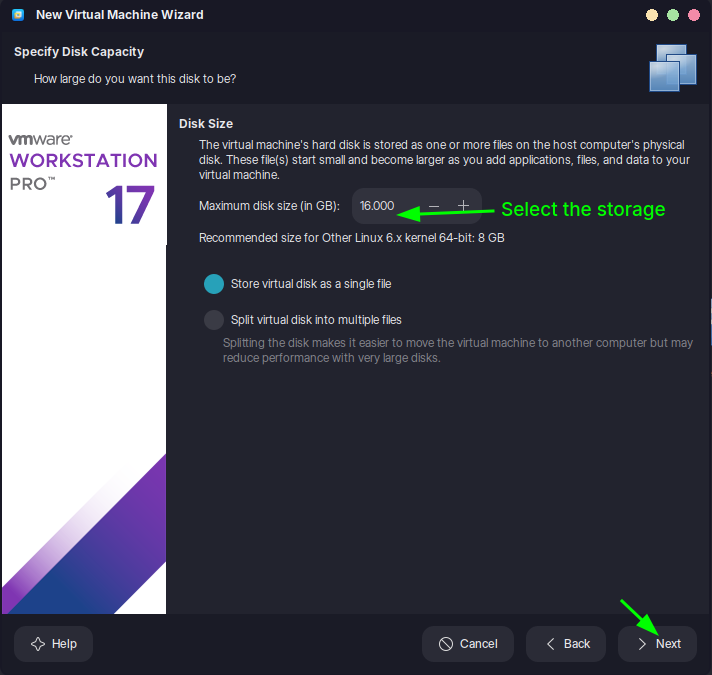 New Virtual Machine Wizard
Specify Disk Capacity
How large do you want this disk to be?
vmware®
WORKSTATION
PRO™
17
Disk Size
The virtual machine's hard disk is stored as one or more files on the host computer's physical
disk. These file(s) start small and become larger as you add applications, files, and data to your
virtual machine.
Maximum disk size (in GB): 16.000 − + Select the storage
Recommended size for Other Linux 6.x kernel 64-bit: 8 GB
Store virtual disk as a single file
Split virtual disk into multiple files
Splitting the disk makes it easier to move the virtual machine to another computer but may
reduce performance with very large disks.
Help Cancel Back Next